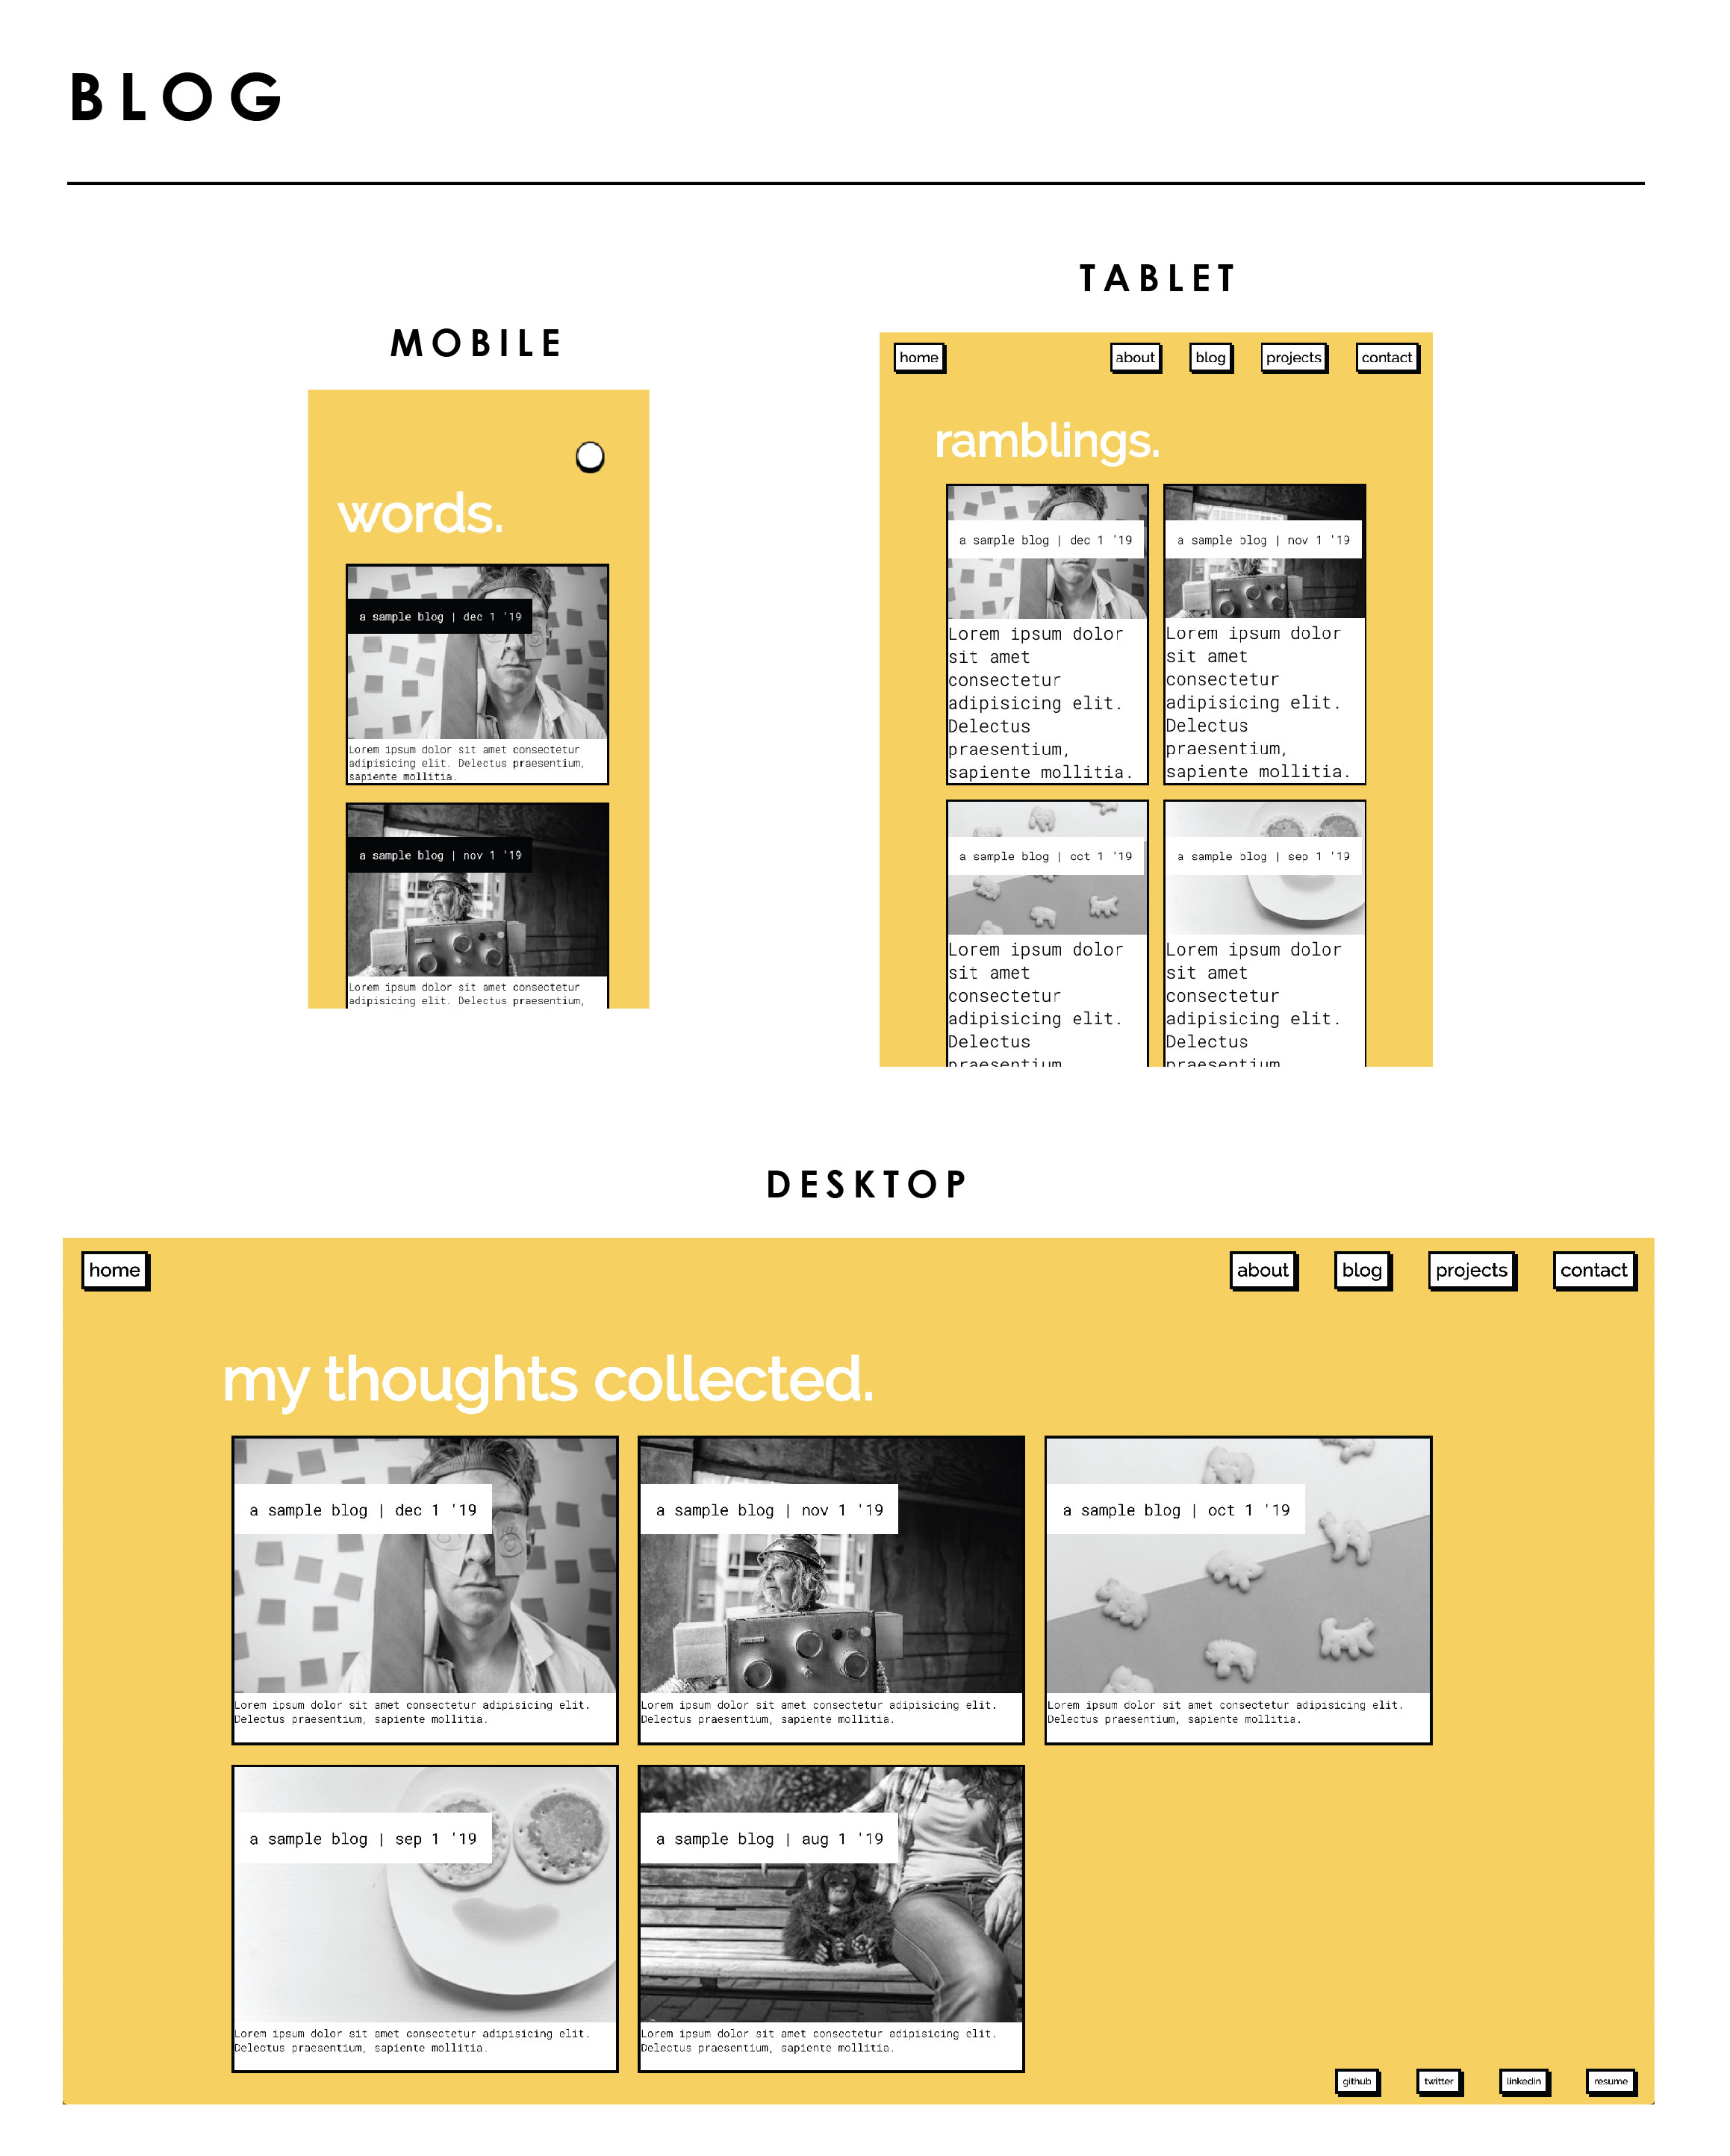 BLOG
MOBILE
words.
a sample blog | dec 1 '19
Lorem ipsum dolor sit amet consectetur
adipisicing elit. Delectus praesentium,
sapiente mollitia.
a sample blog | nov 1 '19
Lorem ipsum dolor sit amet consectetur
adipisicing elit. Delectus praesentium,
TABLET
home about blog projects contact
ramblings.
a sample blog | dec 1 '19
Lorem ipsum dolor
sit amet
consectetur
adipisicing elit.
Delectus
praesentium,
sapiente mollitia.
a sample blog | nov 1 '19
Lorem ipsum dolor
sit amet
consectetur
adipisicing elit.
Delectus
praesentium,
sapiente mollitia.
a sample blog | oct 1 '19
Lorem ipsum dolor
sit amet
consectetur
adipisicing elit.
Delectus
praesentium
a sample blog | sep 1 '19
Lorem ipsum dolor
sit amet
consectetur
adipisicing elit.
Delectus
praesentium
DESKTOP
home about blog projects contact
my thoughts collected.
a sample blog | dec 1 '19
Lorem ipsum dolor sit amet consectetur adipisicing elit.
Delectus praesentium, sapiente mollitia.
a sample blog | nov 1 '19
Lorem ipsum dolor sit amet consectetur adipisicing elit.
Delectus praesentium, sapiente mollitia.
a sample blog | oct 1 '19
Lorem ipsum dolor sit amet consectetur adipisicing elit.
Delectus praesentium, sapiente mollitia.
a sample blog | sep 1 '19
Lorem ipsum dolor sit amet consectetur adipisicing elit.
Delectus praesentium, sapiente mollitia.
a sample blog | aug 1 '19
Lorem ipsum dolor sit amet consectetur adipisicing elit.
Delectus praesentium, sapiente mollitia.
github twitter linkedin resume